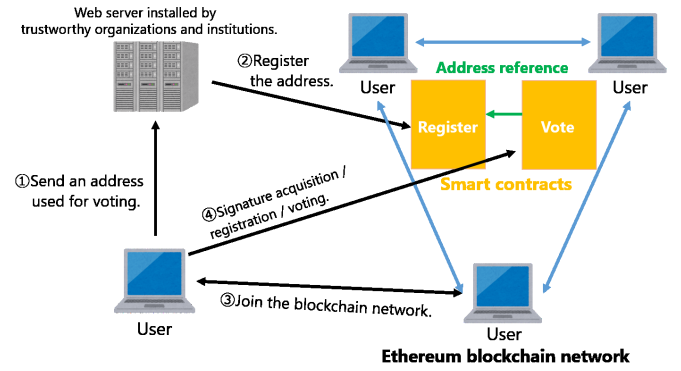 Web server installed by
trustworthy organizations and institutions.
②Register
the address.
User
User
Address reference
Register
Vote
Smart contracts
①Send an address
used for voting.
④Signature acquisition /
registration / voting.
③Join the blockchain network.
User
User
Ethereum blockchain network